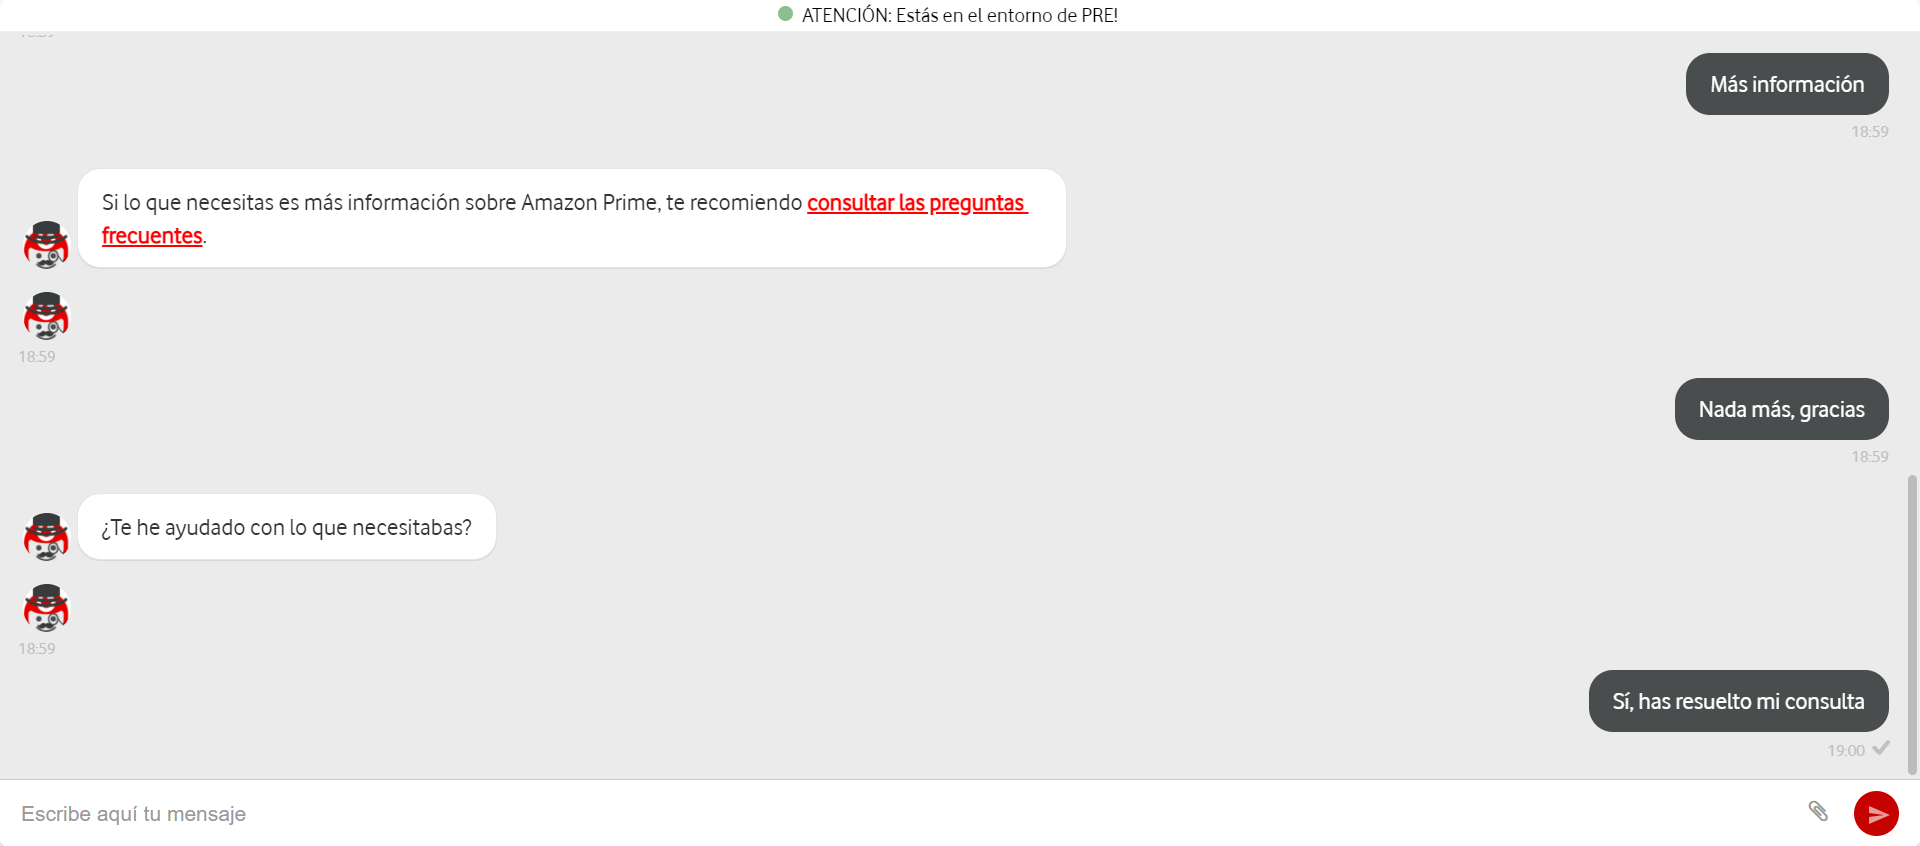 ATENCIÓN: Estás en el entorno de PRE!
Más información
18:59
Si lo que necesitas es más información sobre Amazon Prime, te recomiendo consultar las preguntas
frecuentes.
18:59
Nada más, gracias
18:59
¿Te he ayudado con lo que necesitabas?
18:59
Sí, has resuelto mi consulta
19:00
Escribe aquí tu mensaje